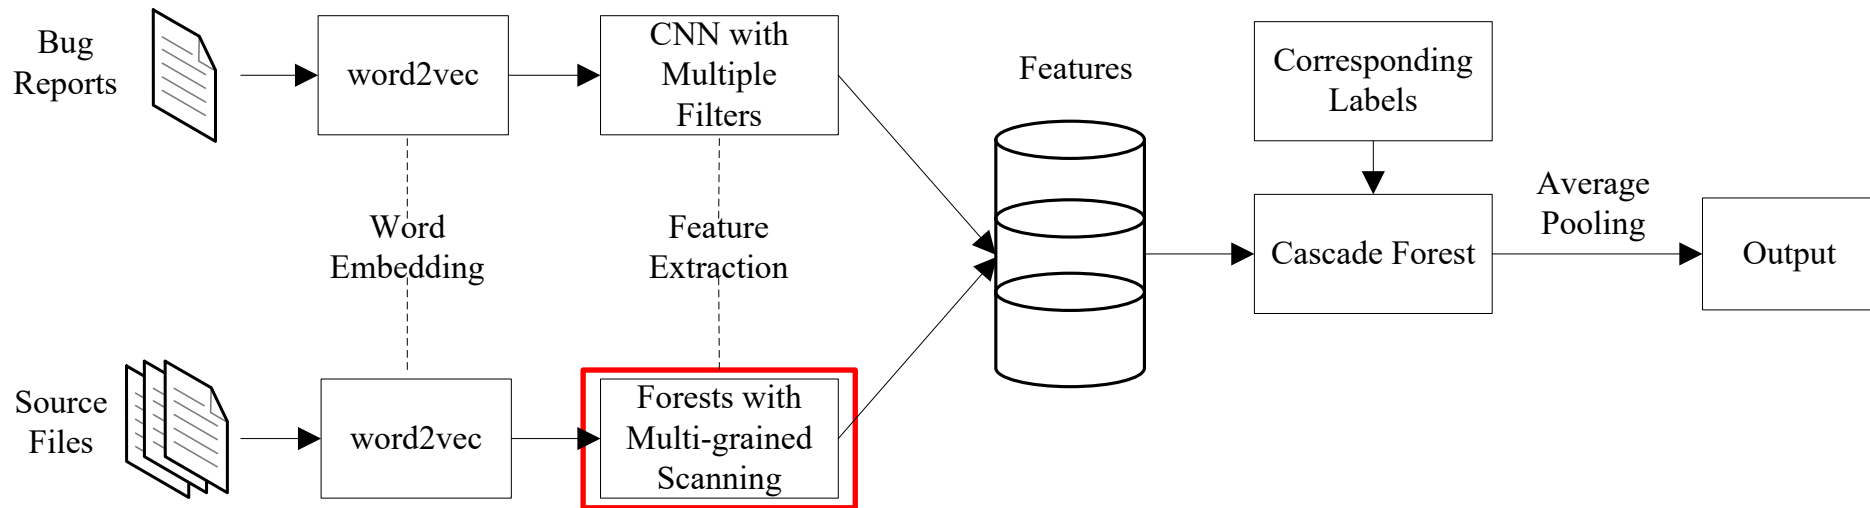 Bug
Reports
word2vec
CNN with
Multiple
Filters
Features
Corresponding
Labels
Word
Embedding
Feature
Extraction
Cascade Forest
Average
Pooling
Output
Source
Files
word2vec
Forests with
Multi-grained
Scanning